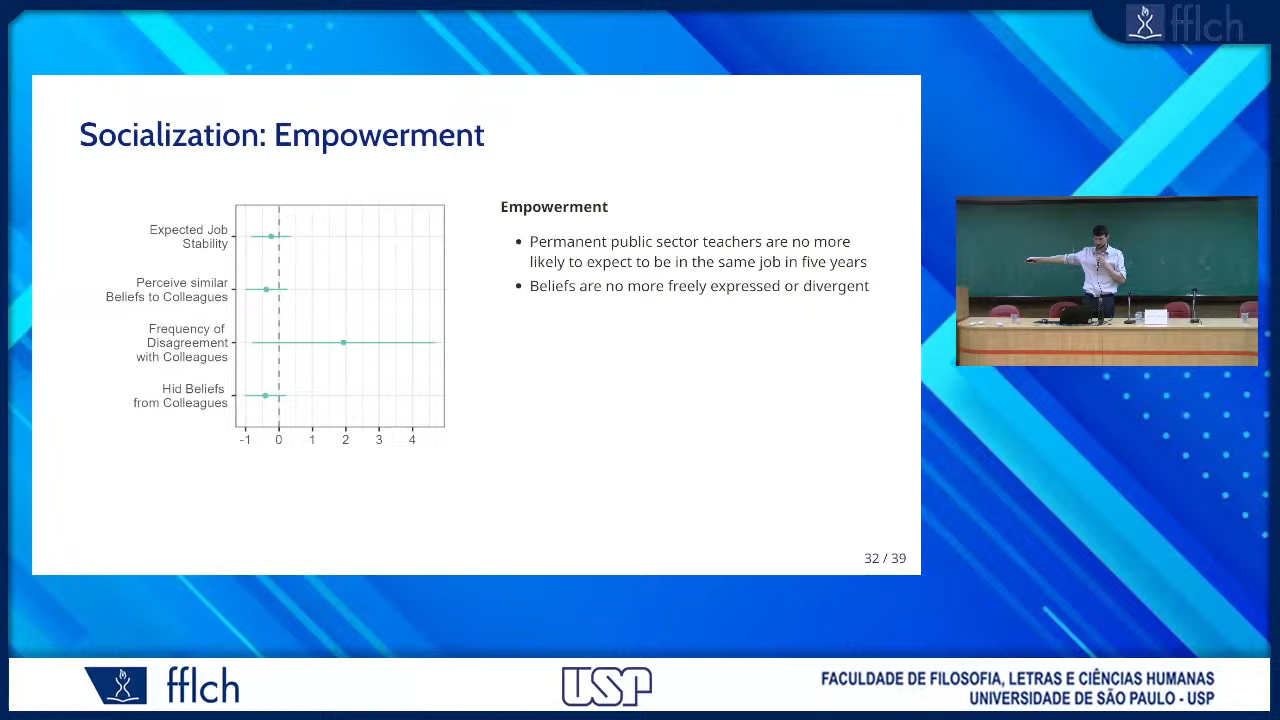 fflch
Socialization: Empowerment
Expected Job
Stability
Perceive similar
Beliefs to Colleagues
Frequency of
Disagreement
with Colleagues
Hid Beliefs
from Colleagues
-1 0 1 2 3 4
Empowerment
• Permanent public sector teachers are no more
likely to expect to be in the same job in five years
• Beliefs are no more freely expressed or divergent
32 / 39
fflch
USP
FACULDADE DE FILOSOFIA, LETRAS E CIÊNCIAS HUMANAS
UNIVERSIDADE DE SÃO PAULO - USP